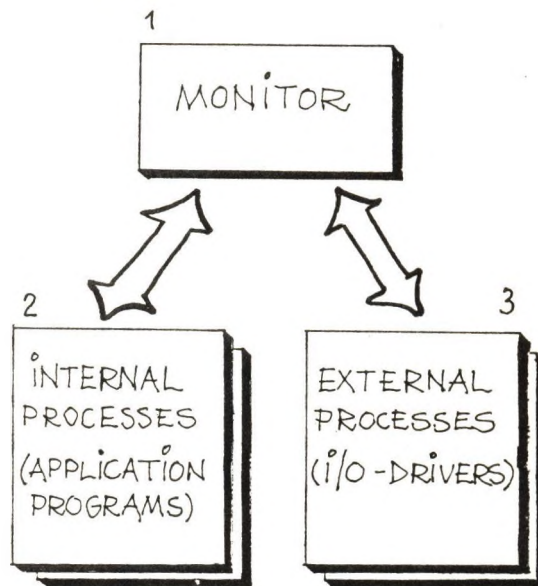 1
MONITOR
2
INTERNAL
PROCESSES
(APPLICATION
PROGRAMS)
3
EXTERNAL
PROCESSES
(I/O-DRIVERS)